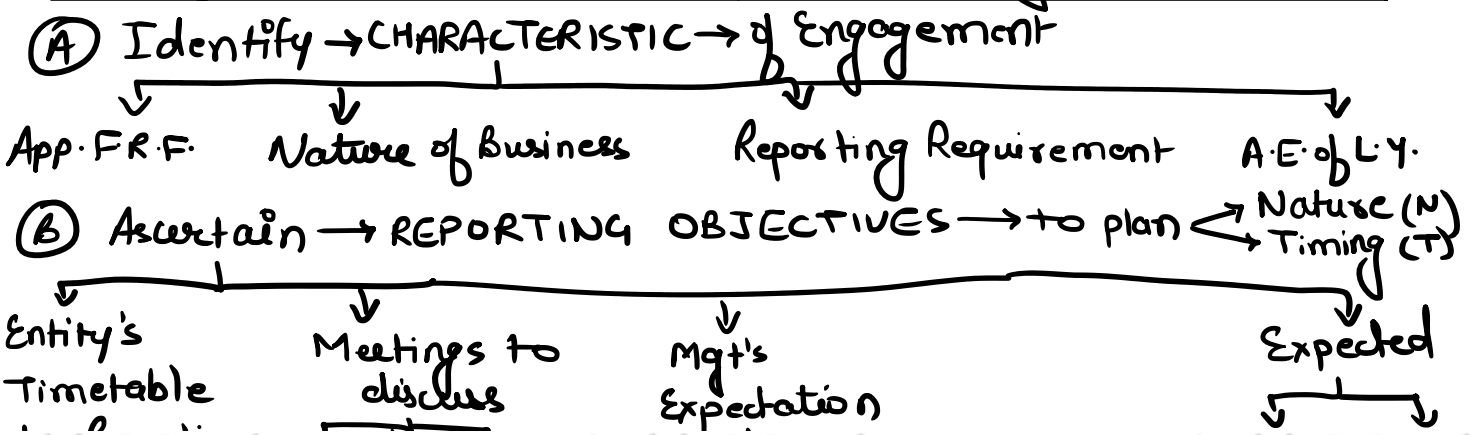 Ⓐ Identify → CHARACTERISTIC → of Engagement
App. F.R.F. Nature of Business Reporting Requirement A.E. of L.Y.
Ⓑ Ascertain → REPORTING OBJECTIVES → to plan → Nature (N)
→ Timing (T)
Entity's Meetings to Mgt's Expected
Timetable discuss Expectation